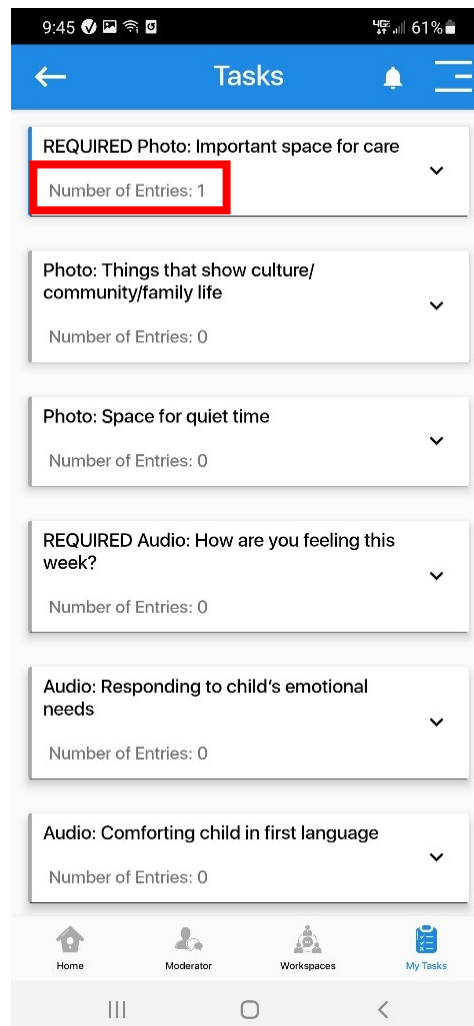 9:45 61%
Tasks
REQUIRED Photo: Important space for care
Number of Entries: 1
Photo: Things that show culture/
community/family life
Number of Entries: 0
Photo: Space for quiet time
Number of Entries: 0
REQUIRED Audio: How are you feeling this
week?
Number of Entries: 0
Audio: Responding to child’s emotional
needs
Number of Entries: 0
Audio: Comforting child in first language
Number of Entries: 0
Home Moderator Workspaces My Tasks